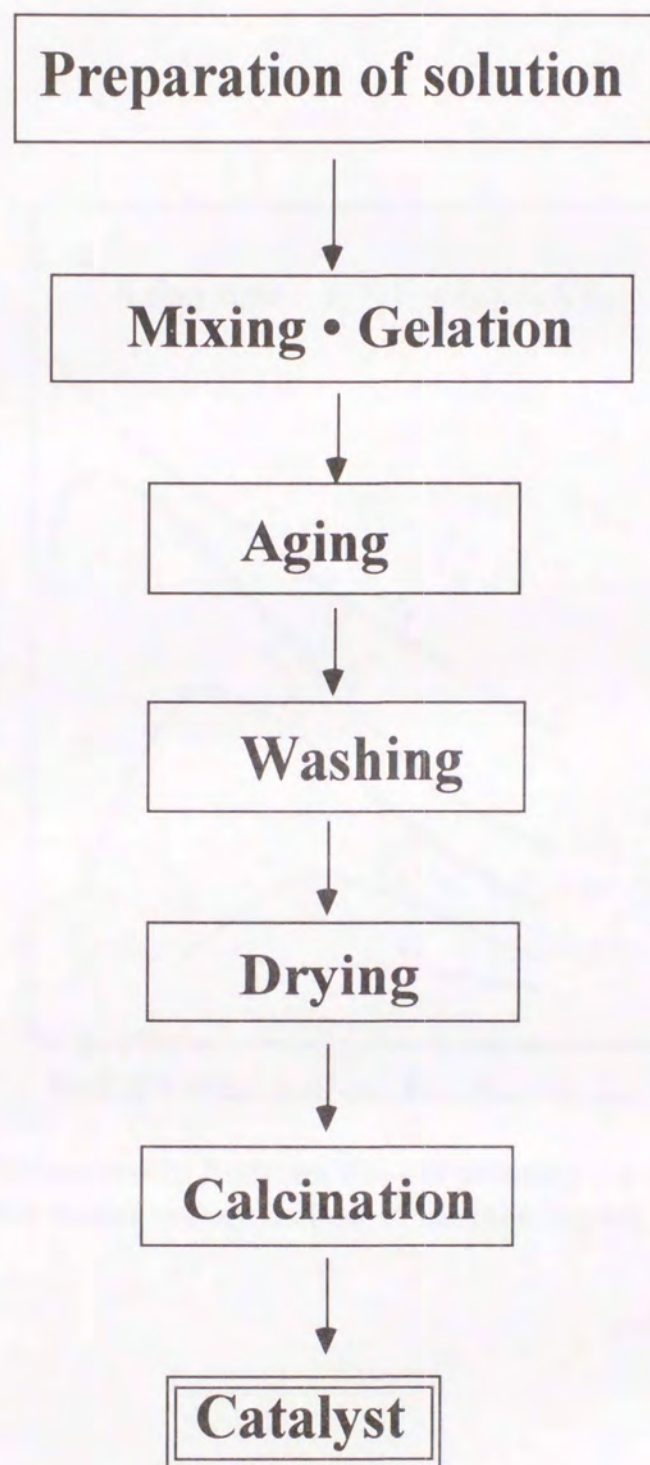 Preparation of solution
Mixing • Gelation
Aging
Washing
Drying
Calcination
Catalyst